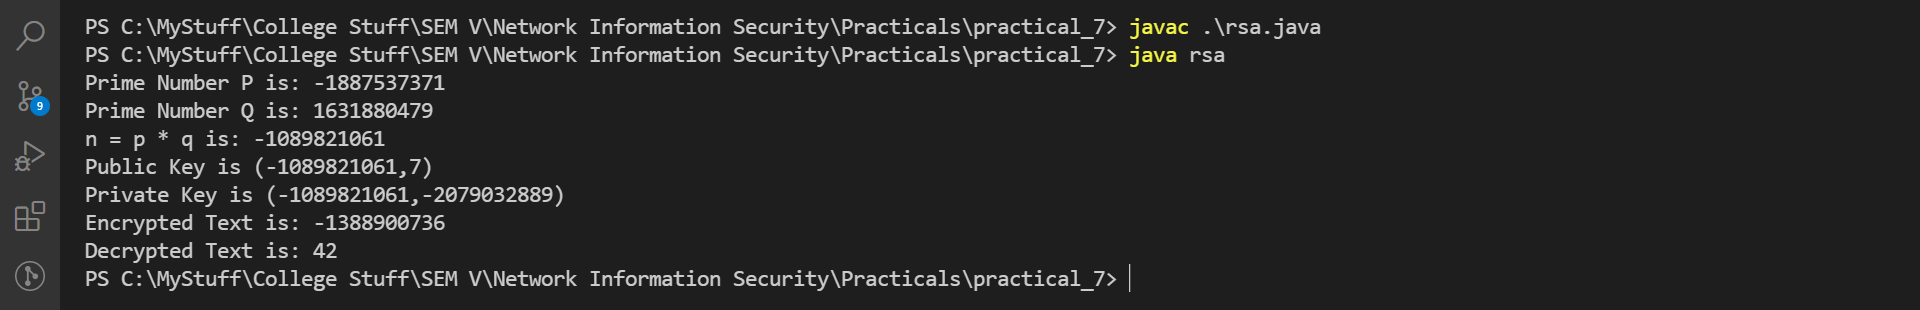 PS C:\MyStuff\College Stuff\SEM V\Network Information Security\Practicals\practical_7> javac .\rsa.java
PS C:\MyStuff\College Stuff\SEM V\Network Information Security\Practicals\practical_7> java rsa
Prime Number P is: -1887537371
Prime Number Q is: 1631880479
n = p * q is: -1089821061
9
Public Key is (-1089821061,7)
Private Key is (-1089821061,-2079032889)
Encrypted Text is: -1388900736
Decrypted Text is: 42
PS C:\MyStuff\College Stuff\SEM V\Network Information Security\Practicals\practical_7>